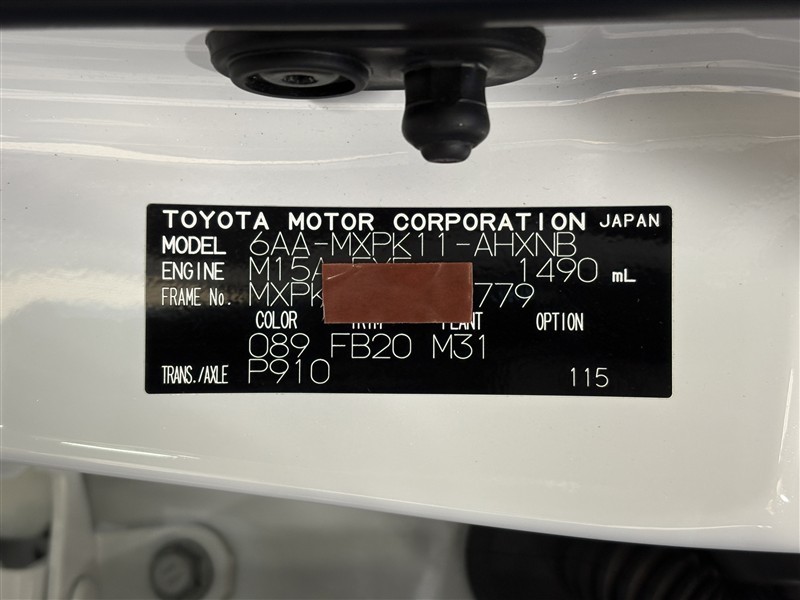 TOYOTA MOTOR CORPORATION JAPAN
MODEL 6AA-MXPK11-AHXNB
ENGINE 1490 mL
FRAME No. MXPK 779
COLOR OPTION
089 FB20 M31
TRANS./AXLE P910 115